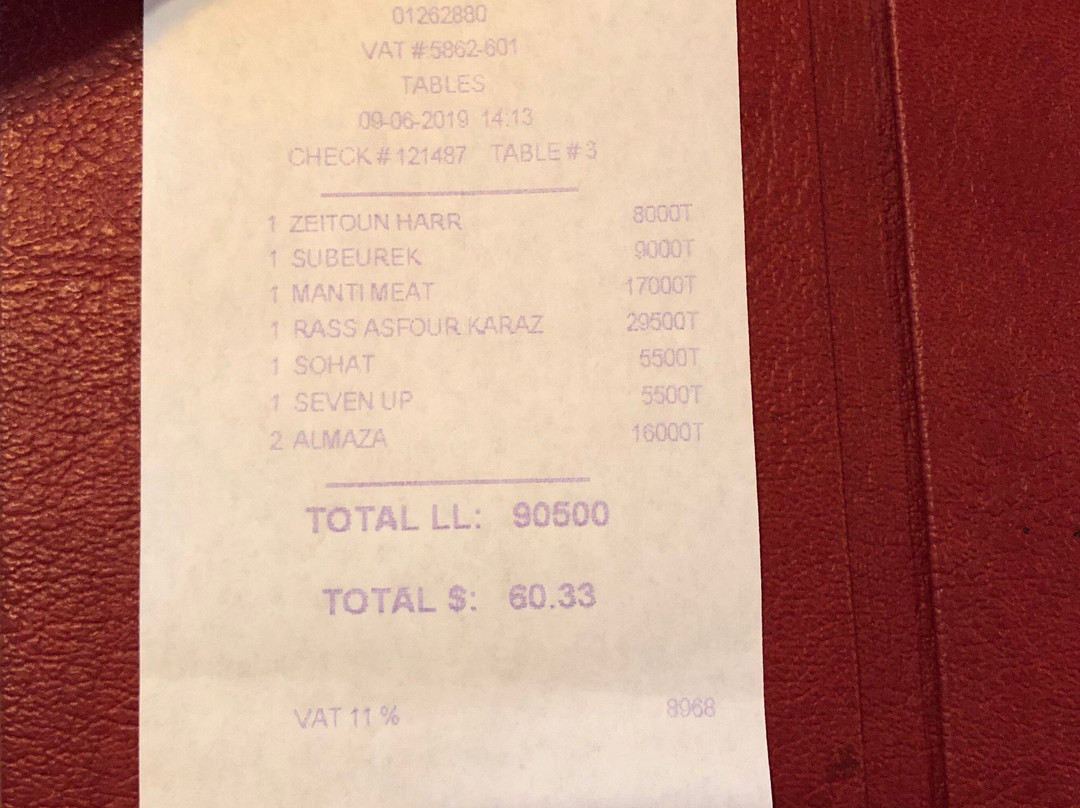 01262880
VAT #5862-601
TABLES
09-06-2019 14:13
CHECK # 121487 TABLE # 3
1 ZEITOUN HARR 8000T
1 SUBEUREK 9000T
1 MANTI MEAT 17000T
1 RASS ASFOUR KARAZ 29500T
1 SOHAT 5500T
1 SEVEN UP 5500T
2 ALMAZA 16000T
TOTAL LL: 90500
TOTAL $: 60.33
VAT 11 % 8968